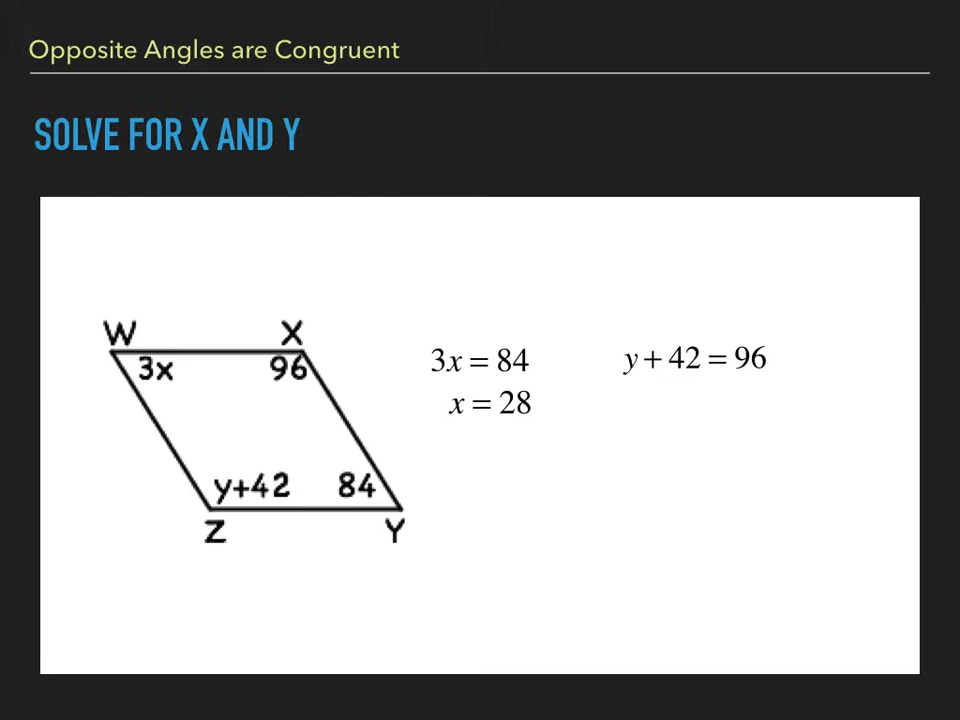 Opposite Angles are Congruent
SOLVE FOR X AND Y
W X
3x 96
3x = 84
y + 42 = 96
x = 28
y+42 84
Z Y